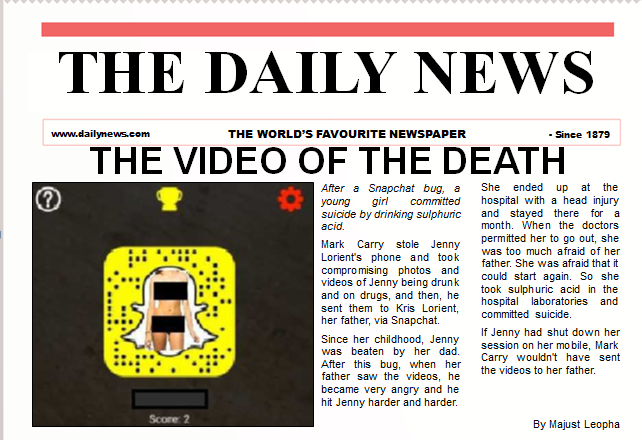 THE DAILY NEWS
www.dailynews.com THE WORLD'S FAVOURITE NEWSPAPER - Since 1879
THE VIDEO OF THE DEATH
?
Score: 2
After a Snapchat bug, a
young girl committed
suicide by drinking sulphuric
acid.
Mark Carry stole Jenny
Lorient's phone and took
compromising photos and
videos of Jenny being drunk
and on drugs, and then, he
sent them to Kris Lorient,
her father, via Snapchat.
Since her childhood, Jenny
was beaten by her dad.
After this bug, when her
father saw the videos, he
became very angry and he
hit Jenny harder and harder.
She ended up at the
hospital with a head injury
and stayed there for a
month. When the doctors
permitted her to go out, she
was too much afraid of her
father. She was afraid that it
could start again. So she
took sulphuric acid in the
hospital laboratories and
committed suicide.
If Jenny had shut down her
session on her mobile, Mark
Carry wouldn't have sent
the videos to her father.
By Majust Leopha